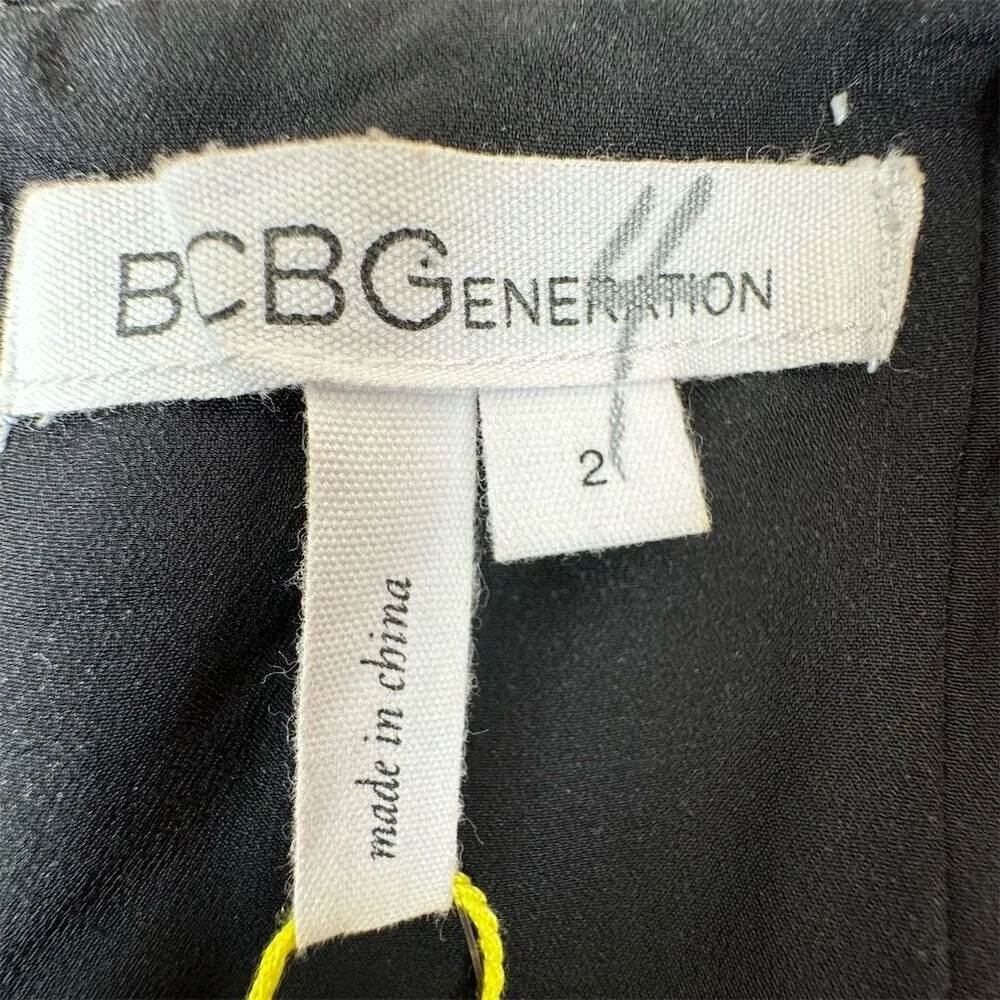 BCBGENERATION
2
made in china